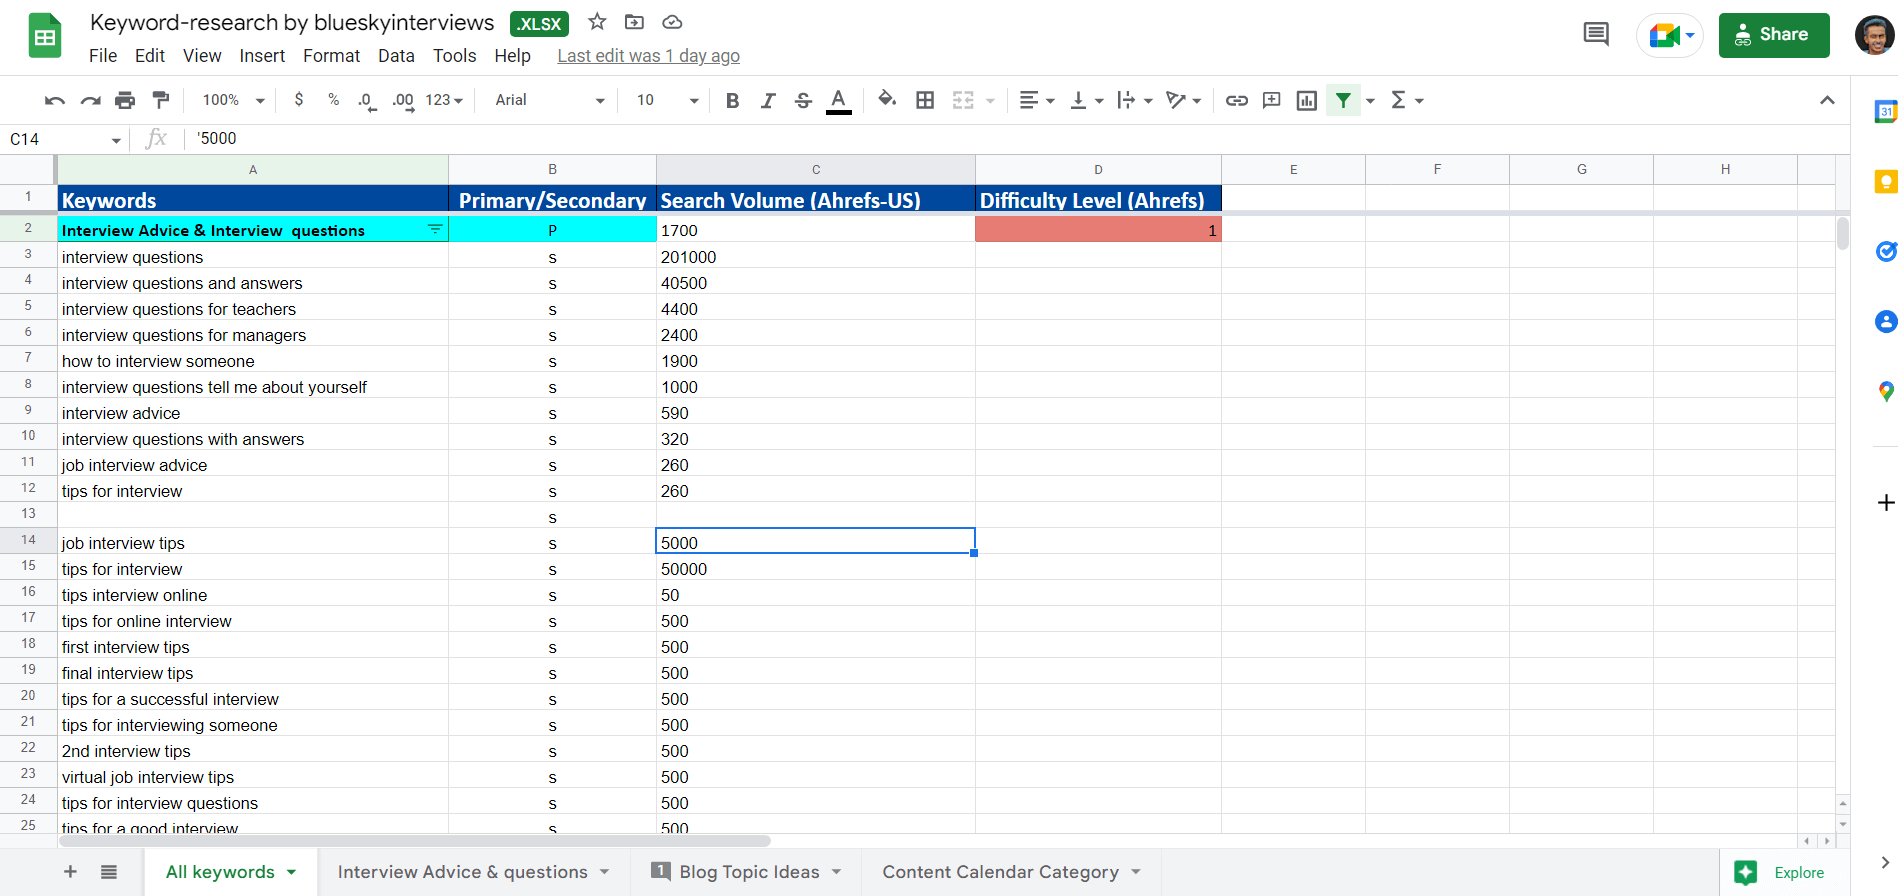 Keyword-research by blueskyinterviews .XLSX
File Edit View Insert Format Data Tools Help Last edit was 1 day ago
Share
100% $ % .0 .00 123 Arial 10 B I S A Σ
31
C14 fx '5000
A B C D E F G H
1 Keywords Primary/Secondary Search Volume (Ahrefs-US) Difficulty Level (Ahrefs)
2 Interview Advice & Interview questions P 1700 1
3 interview questions s 201000
4 interview questions and answers s 40500
5 interview questions for teachers s 4400
6 interview questions for managers s 2400
7 how to interview someone s 1900
8 interview questions tell me about yourself s 1000
9 interview advice s 590
10 interview questions with answers s 320
11 job interview advice s 260
12 tips for interview s 260
13 s
14 job interview tips s 5000
15 tips for interview s 50000
16 tips interview online s 50
17 tips for online interview s 500
18 first interview tips s 500
19 final interview tips s 500
20 tips for a successful interview s 500
21 tips for interviewing someone s 500
22 2nd interview tips s 500
23 virtual job interview tips s 500
24 tips for interview questions s 500
25 tips for a good interview s 500
All keywords Interview Advice & questions 1 Blog Topic Ideas Content Calendar Category Explore